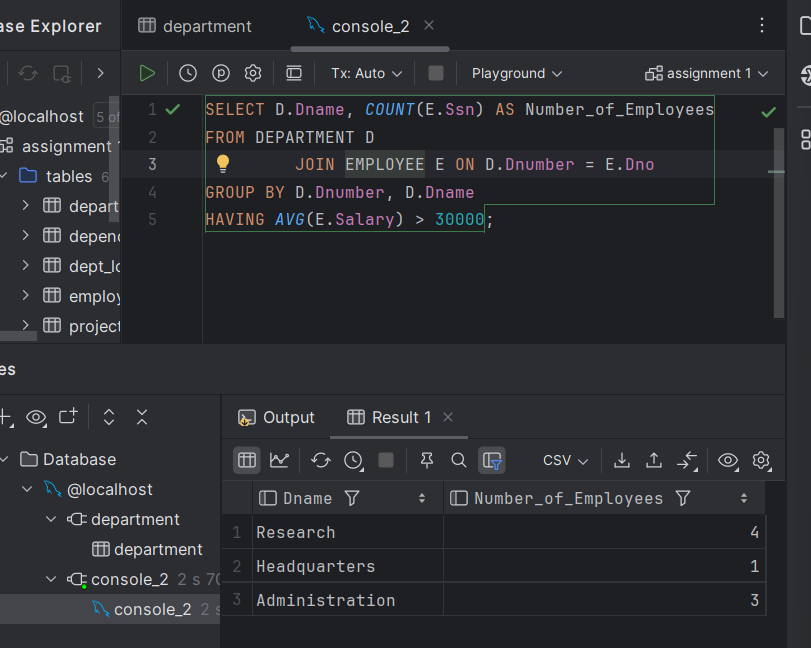 ase Explorer
department
console_2
Tx: Auto
Playground
assignment 1
@localhost
5 of
assignment 1
tables 6
depart
depend
dept_lo
employ
project
1 SELECT D.Dname, COUNT(E.Ssn) AS Number_of_Employees
2 FROM DEPARTMENT D
3 JOIN EMPLOYEE E ON D.Dnumber = E.Dno
4 GROUP BY D.Dnumber, D.Dname
5 HAVING AVG(E.Salary) > 30000;
es
Database
@localhost
department
department
console_2 2 s 70
console_2 2 s
Output
Result 1
CSV
Dname Number_of_Employees
1 Research 4
2 Headquarters 1
3 Administration 3